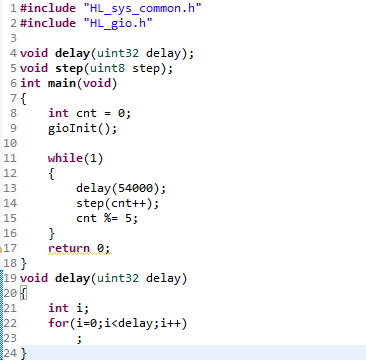 1 #include "HL_sys_common.h"
2 #include "HL_gio.h"
3
4 void delay(uint32 delay);
5 void step(uint8 step);
6 int main(void)
7 {
8     int cnt = 0;
9     gioInit();
10
11     while(1)
12     {
13         delay(54000);
14         step(cnt++);
15         cnt %= 5;
16     }
17     return 0;
18 }
19 void delay(uint32 delay)
20 {
21     int i;
22     for(i=0;i<delay;i++)
23         ;
24 }